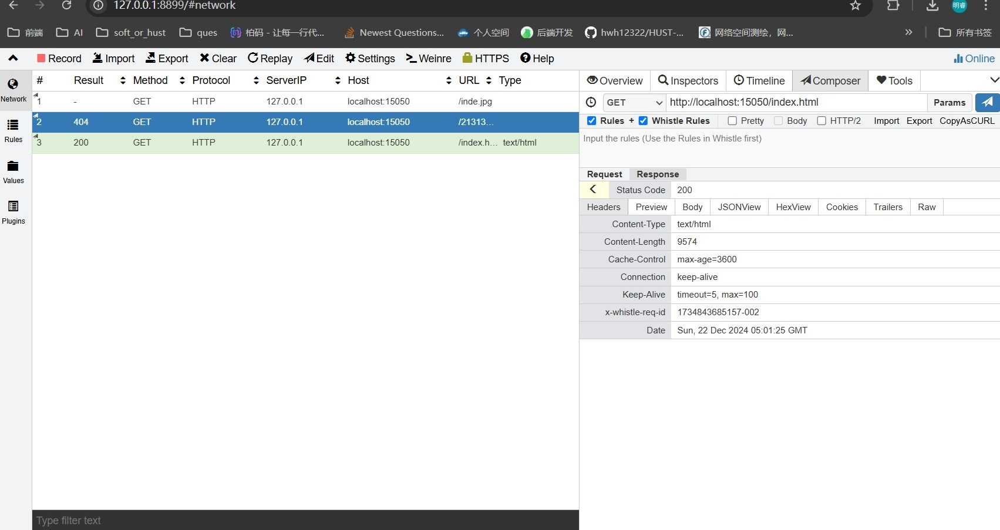 127.0.0.1:8899/#network
明睿
前端 AI soft_or_hust ques 柏码 - 让每一行代... Newest Questions... 个人空间 后端开发 hwh12322/HUST-... 网络空间测绘，网... » 所有书签
Record Import Export Clear Replay Edit Settings Weinre HTTPS Help Online
Network
Rules
Values
Plugins
# Result Method Protocol ServerIP Host URL Type
1 - GET HTTP 127.0.0.1 localhost:15050 /inde.jpg
2 404 GET HTTP 127.0.0.1 localhost:15050 /21313...
3 200 GET HTTP 127.0.0.1 localhost:15050 /index.h... text/html
Type filter text
Overview Inspectors Timeline Composer Tools
GET http://localhost:15050/index.html Params
Rules + Whistle Rules Pretty Body HTTP/2 Import Export CopyAsCURL
Input the rules (Use the Rules in Whistle first)
Request Response
Status Code 200
Headers Preview Body JSONView HexView Cookies Trailers Raw
Content-Type text/html
Content-Length 9574
Cache-Control max-age=3600
Connection keep-alive
Keep-Alive timeout=5, max=100
x-whistle-req-id 1734843685157-002
Date Sun, 22 Dec 2024 05:01:25 GMT